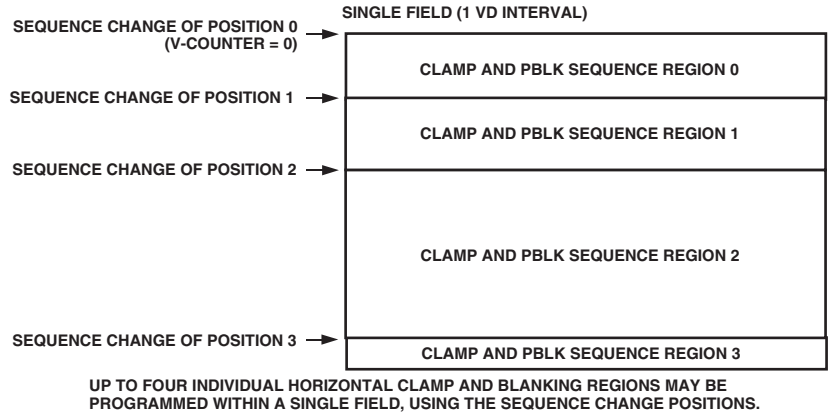 SINGLE FIELD (1 VD INTERVAL)
SEQUENCE CHANGE OF POSITION 0
(V-COUNTER = 0)
CLAMP AND PBLK SEQUENCE REGION 0
SEQUENCE CHANGE OF POSITION 1
CLAMP AND PBLK SEQUENCE REGION 1
SEQUENCE CHANGE OF POSITION 2
CLAMP AND PBLK SEQUENCE REGION 2
SEQUENCE CHANGE OF POSITION 3
CLAMP AND PBLK SEQUENCE REGION 3
UP TO FOUR INDIVIDUAL HORIZONTAL CLAMP AND BLANKING REGIONS MAY BE
PROGRAMMED WITHIN A SINGLE FIELD, USING THE SEQUENCE CHANGE POSITIONS.